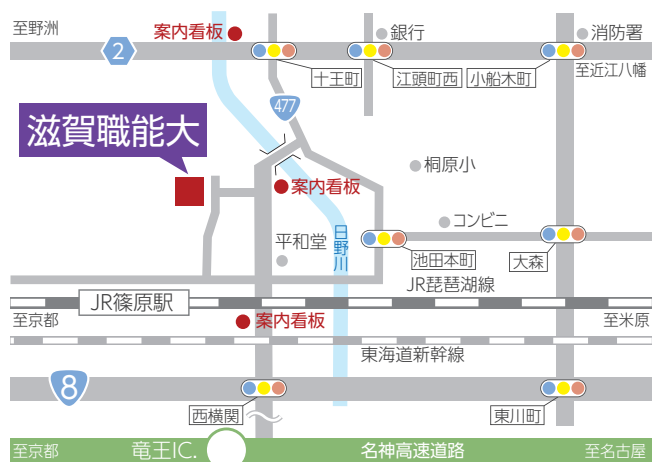 至野洲
案内看板
銀行
消防署
2
十王町
江頭町西
小船木町
至近江八幡
477
滋賀職能大
桐原小
案内看板
コンビニ
平和堂
日野川
池田本町
大森
JR琵琶湖線
JR篠原駅
至京都
案内看板
至米原
東海道新幹線
8
西横関
東川町
至京都
竜王IC.
名神高速道路
至名古屋